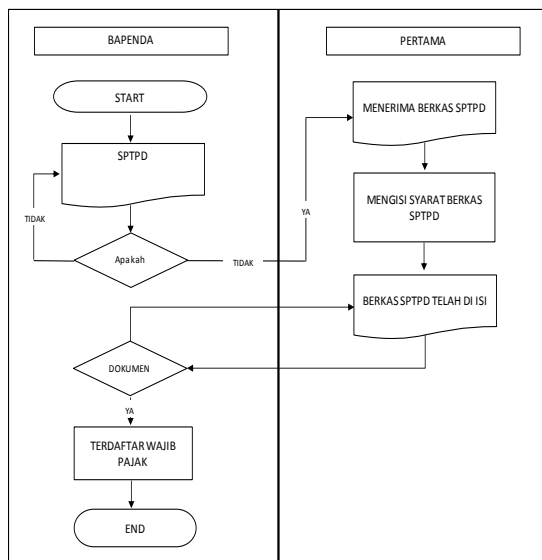 BAPENDA
PERTAMA
START
MENERIMA BERKAS SPTPD
SPTPD
MENGISI SYARAT BERKAS
SPTPD
TIDAK
YA
Apakah
TIDAK
BERKAS SPTPD TELAH DI ISI
DOKUMEN
YA
TERDAFTAR WAJIB
PAJAK
END